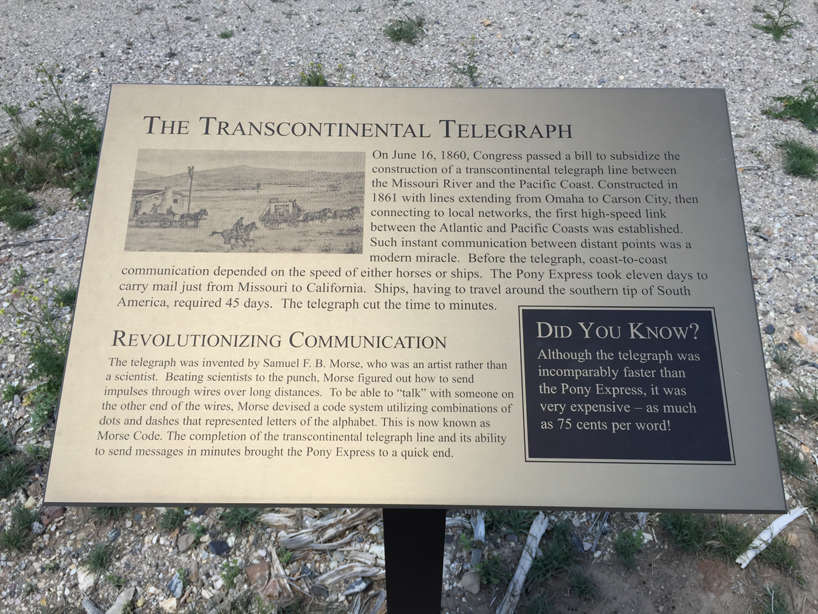 THE TRANSCONTINENTAL TELEGRAPH
On June 16, 1860, Congress passed a bill to subsidize the
construction of a transcontinental telegraph line between
the Missouri River and the Pacific Coast. Constructed in
1861 with lines extending from Omaha to Carson City, then
connecting to local networks, the first high-speed link
between the Atlantic and Pacific Coasts was established.
Such instant communication between distant points was a
modern miracle. Before the telegraph, coast-to-coast
communication depended on the speed of either horses or ships. The Pony Express took eleven days to
carry mail just from Missouri to California. Ships, having to travel around the southern tip of South
America, required 45 days. The telegraph cut the time to minutes.
REVOLUTIONIZING COMMUNICATION
The telegraph was invented by Samuel F. B. Morse, who was an artist rather than
a scientist. Beating scientists to the punch, Morse figured out how to send
impulses through wires over long distances. To be able to “talk” with someone on
the other end of the wires, Morse devised a code system utilizing combinations of
dots and dashes that represented letters of the alphabet. This is now known as
Morse Code. The completion of the transcontinental telegraph line and its ability
to send messages in minutes brought the Pony Express to a quick end.
DID YOU KNOW?
Although the telegraph was
incomparably faster than
the Pony Express, it was
very expensive – as much
as 75 cents per word!